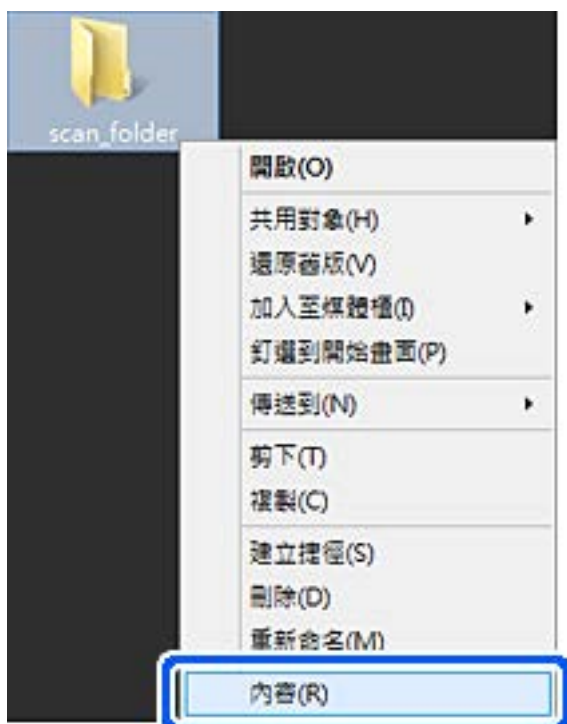 scan_folder
開啟(O)
共用對象(H)
還原舊版(V)
加入至媒體櫃(I)
釘選到開始畫面(P)
傳送到(N)
剪下(T)
複製(C)
建立捷徑(S)
刪除(D)
重新命名(M)
內容(R)